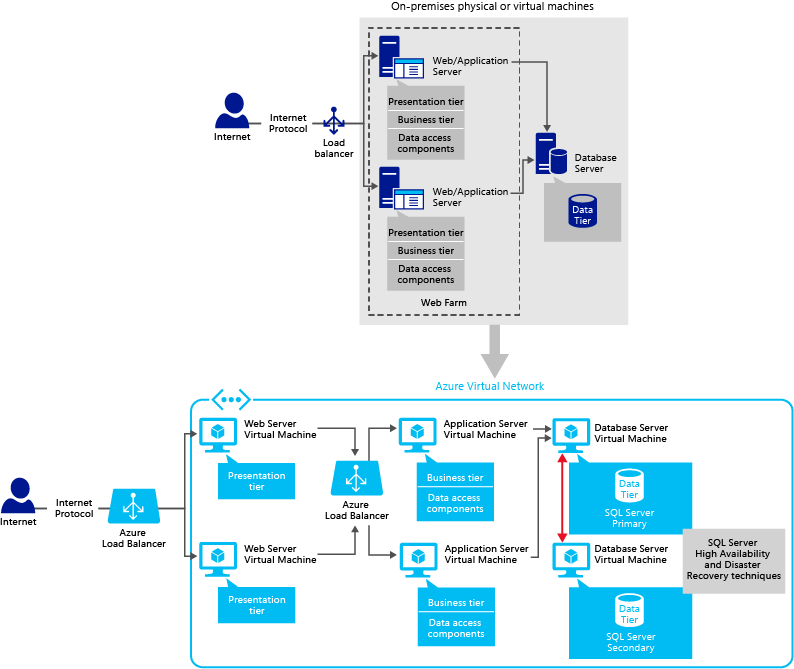 On-premises physical or virtual machines
Web/Application
Server
Presentation tier
Business tier
Data access
components
Internet
Internet
Protocol
Load
balancer
Database
Server
Data
Tier
Web/Application
Server
Presentation tier
Business tier
Data access
components
Web Farm
Azure Virtual Network
Web Server
Virtual Machine
Presentation
tier
Application Server
Virtual Machine
Business tier
Data access
components
Database Server
Virtual Machine
Data
Tier
SQL Server
Primary
Internet
Internet
Protocol
Azure
Load Balancer
Azure
Load Balancer
Web Server
Virtual Machine
Presentation
tier
Application Server
Virtual Machine
Business tier
Data access
components
Database Server
Virtual Machine
Data
Tier
SQL Server
Secondary
SQL Server
High Availability
and Disaster
Recovery techniques